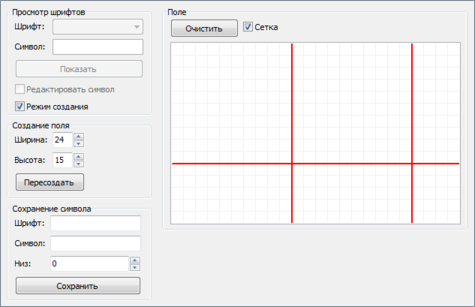 Просмотр шрифтов
Шрифт:
Символ:
Показать
Редактировать символ
Режим создания
Создание поля
Ширина: 24
Высота: 15
Пересоздать
Сохранение символа
Шрифт:
Символ:
Низ: 0
Сохранить
Поле
Очистить Сетка